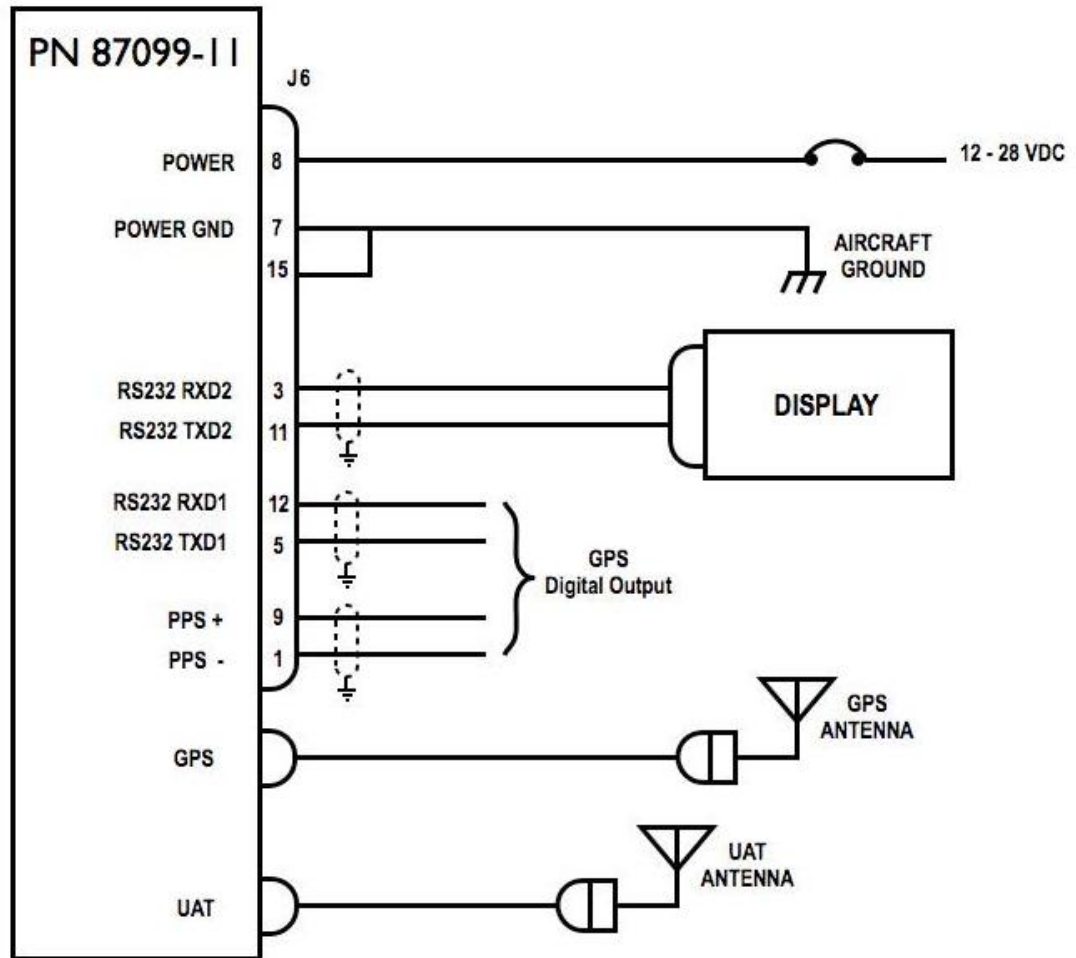 PN 87099-11
J6
POWER 8
12 - 28 VDC
POWER GND 7
15
AIRCRAFT
GROUND
RS232 RXD2 3
RS232 TXD2 11
DISPLAY
RS232 RXD1 12
RS232 TXD1 5
GPS
Digital Output
PPS + 9
PPS - 1
GPS
ANTENNA
GPS
UAT
ANTENNA
UAT